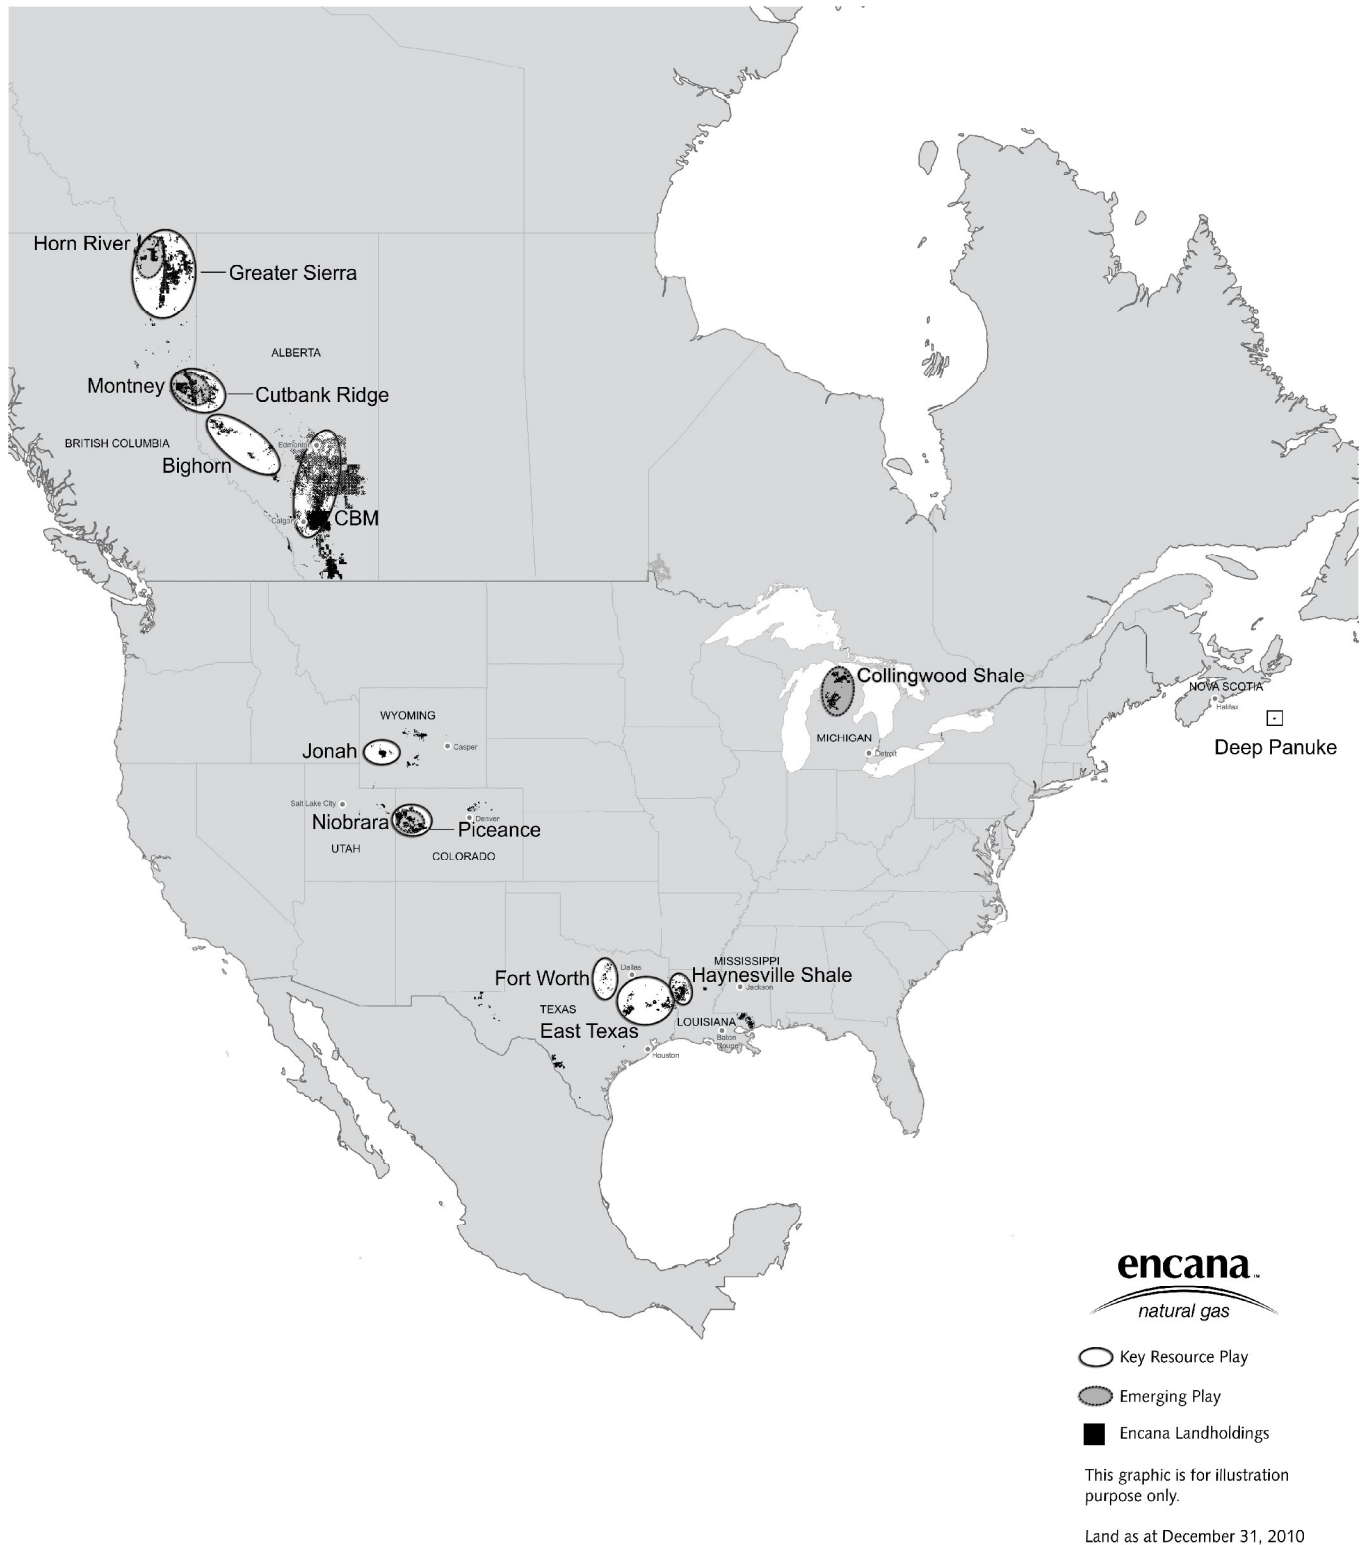 Horn River
Greater Sierra
ALBERTA
Montney
Cutbank Ridge
BRITISH COLUMBIA
Edmonton
Bighorn
Calgary
CBM
Collingwood Shale
NOVA SCOTIA
Halifax
WYOMING
MICHIGAN
Deep Panuke
Jonah
Casper
Detroit
Salt Lake City
Niobrara
Denver
Piceance
UTAH
COLORADO
MISSISSIPPI
Dallas
Fort Worth
Haynesville Shale
Jackson
TEXAS
East Texas
LOUISIANA
Baton
Rouge
Houston
encana™
natural gas
Key Resource Play
Emerging Play
Encana Landholdings
This graphic is for illustration
purpose only.
Land as at December 31, 2010